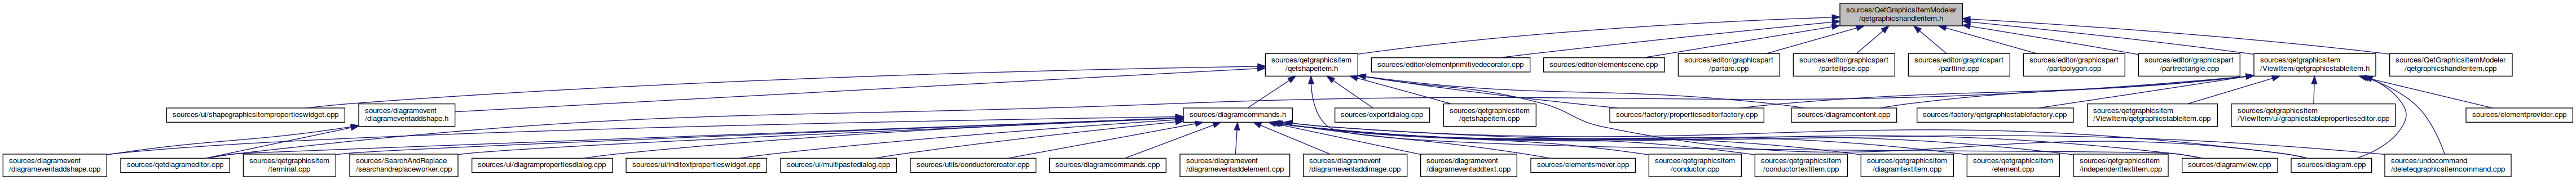 sources/QetGraphicsItemModeler
/qetgraphicshandleritem.h
sources/qetgraphicsitem
/qetshapeitem.h
sources/editor/elementprimitivedecorator.cpp
sources/editor/elementscene.cpp
sources/editor/graphicspart
/partarc.cpp
sources/editor/graphicspart
/partellipse.cpp
sources/editor/graphicspart
/partline.cpp
sources/editor/graphicspart
/partpolygon.cpp
sources/editor/graphicspart
/partrectangle.cpp
sources/qetgraphicsitem
/ViewItem/qetgraphicstableitem.h
sources/QetGraphicsItemModeler
/qetgraphicshandleritem.cpp
sources/ui/shapegraphicsitempropertieswidget.cpp
sources/diagramevent
/diagrameventaddshape.h
sources/diagramcommands.h
sources/exportdialog.cpp
sources/qetgraphicsitem
/qetshapeitem.cpp
sources/factory/propertieseditorfactory.cpp
sources/diagramcontent.cpp
sources/factory/qetgraphicstablefactory.cpp
sources/qetgraphicsitem
/ViewItem/qetgraphicstableitem.cpp
sources/qetgraphicsitem
/ViewItem/ui/graphicstablepropertieseditor.cpp
sources/elementprovider.cpp
sources/diagramevent
/diagrameventaddshape.cpp
sources/qetdiagrameditor.cpp
sources/qetgraphicsitem
/terminal.cpp
sources/SearchAndReplace
/searchandreplaceworker.cpp
sources/ui/diagrampropertiesdialog.cpp
sources/ui/inditextpropertieswidget.cpp
sources/ui/multipastedialog.cpp
sources/utils/conductorcreator.cpp
sources/diagramcommands.cpp
sources/diagramevent
/diagrameventaddelement.cpp
sources/diagramevent
/diagrameventaddimage.cpp
sources/diagramevent
/diagrameventaddtext.cpp
sources/elementsmover.cpp
sources/qetgraphicsitem
/conductor.cpp
sources/qetgraphicsitem
/conductortextitem.cpp
sources/qetgraphicsitem
/diagramtextitem.cpp
sources/qetgraphicsitem
/element.cpp
sources/qetgraphicsitem
/independenttextitem.cpp
sources/diagramview.cpp
sources/diagram.cpp
sources/undocommand
/deleteqgraphicsitemcommand.cpp